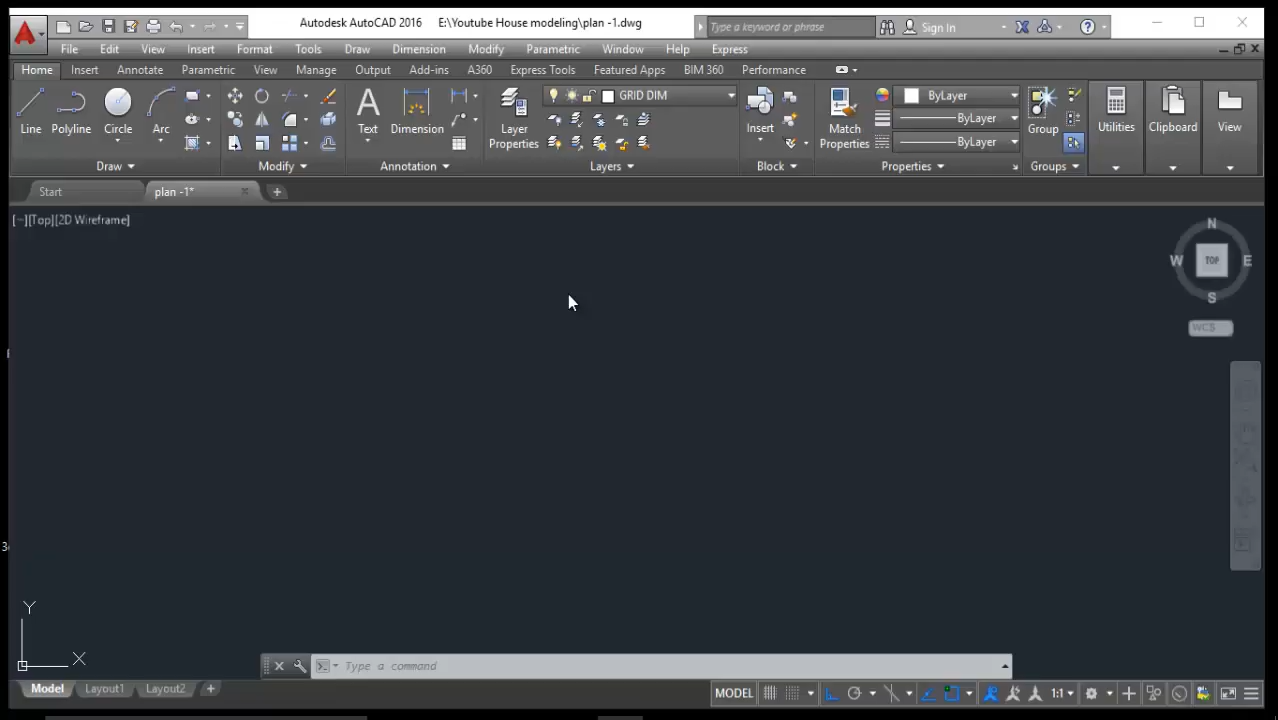 Autodesk AutoCAD 2016 E:\Youtube House modeling\plan -1.dwg
Type a keyword or phrase
Sign In
File Edit View Insert Format Tools Draw Dimension Modify Parametric Window Help Express
Home Insert Annotate Parametric View Manage Output Add-ins A360 Express Tools Featured Apps BIM 360 Performance
GRID DIM
ByLayer
ByLayer
ByLayer
Line Polyline Circle Arc
Text Dimension
Layer Properties
Insert
Match Properties
Group
Utilities Clipboard View
Draw Modify Annotation Layers Block Properties Groups
Start plan -1*
[−][Top][2D Wireframe]
N
W TOP E
S
WCS
Y
X
Type a command
Model Layout1 Layout2
MODEL 1:1